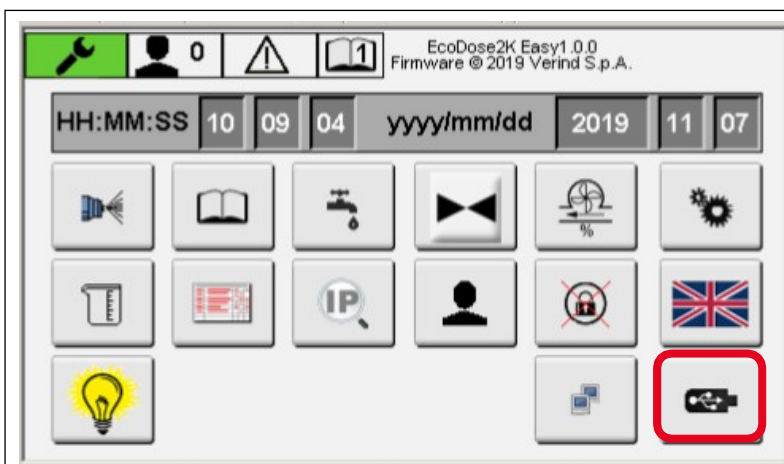 0
1
EcoDose2K Easy1.0.0
Firmware © 2019 Verind S.p.A.
HH:MM:SS 10 09 04 yyyy/mm/dd 2019 11 07
%
IP